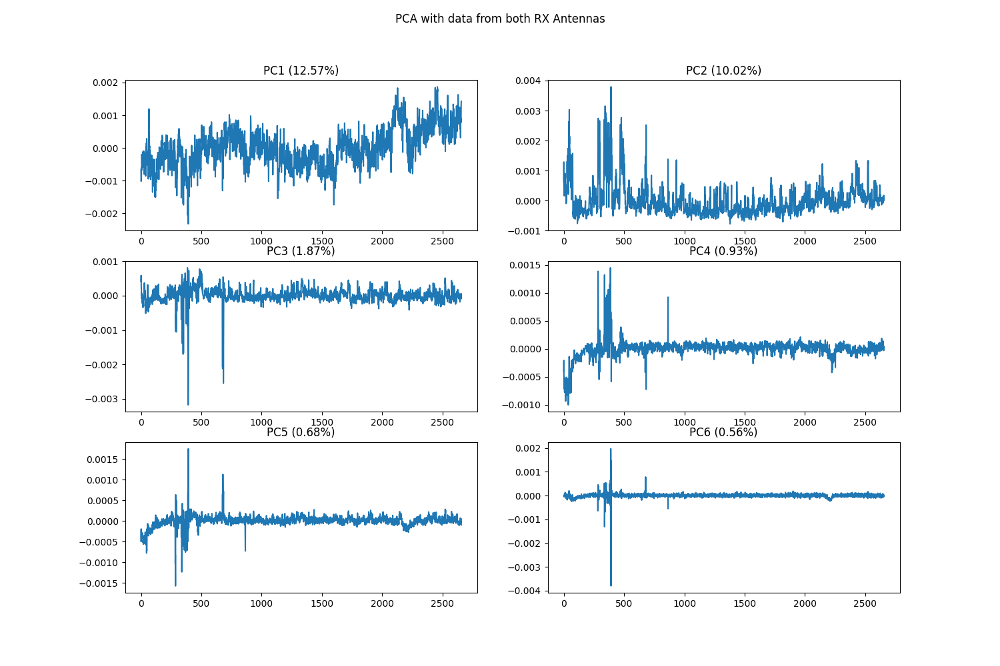 PCA with data from both RX Antennas
PC1 (12.57%)
0.002
0.001
0.000
−0.001
−0.002
0 500 1000 1500 2000 2500
PC2 (10.02%)
0.004
0.003
0.002
0.001
0.000
−0.001
0 500 1000 1500 2000 2500
PC3 (1.87%)
0.001
0.000
−0.001
−0.002
−0.003
0 500 1000 1500 2000 2500
PC4 (0.93%)
0.0015
0.0010
0.0005
0.0000
−0.0005
−0.0010
0 500 1000 1500 2000 2500
PC5 (0.68%)
0.0015
0.0010
0.0005
0.0000
−0.0005
−0.0010
−0.0015
0 500 1000 1500 2000 2500
PC6 (0.56%)
0.002
0.001
0.000
−0.001
−0.002
−0.003
−0.004
0 500 1000 1500 2000 2500